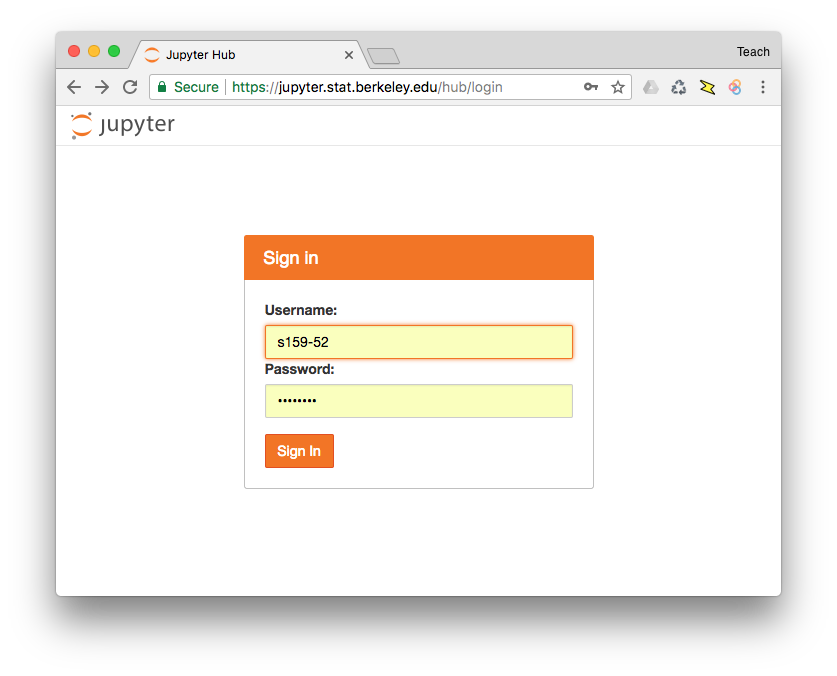 Jupyter Hub
Teach
Secure https://jupyter.stat.berkeley.edu/hub/login
jupyter
Sign in
Username:
s159-52
Password:
••••••••
Sign In